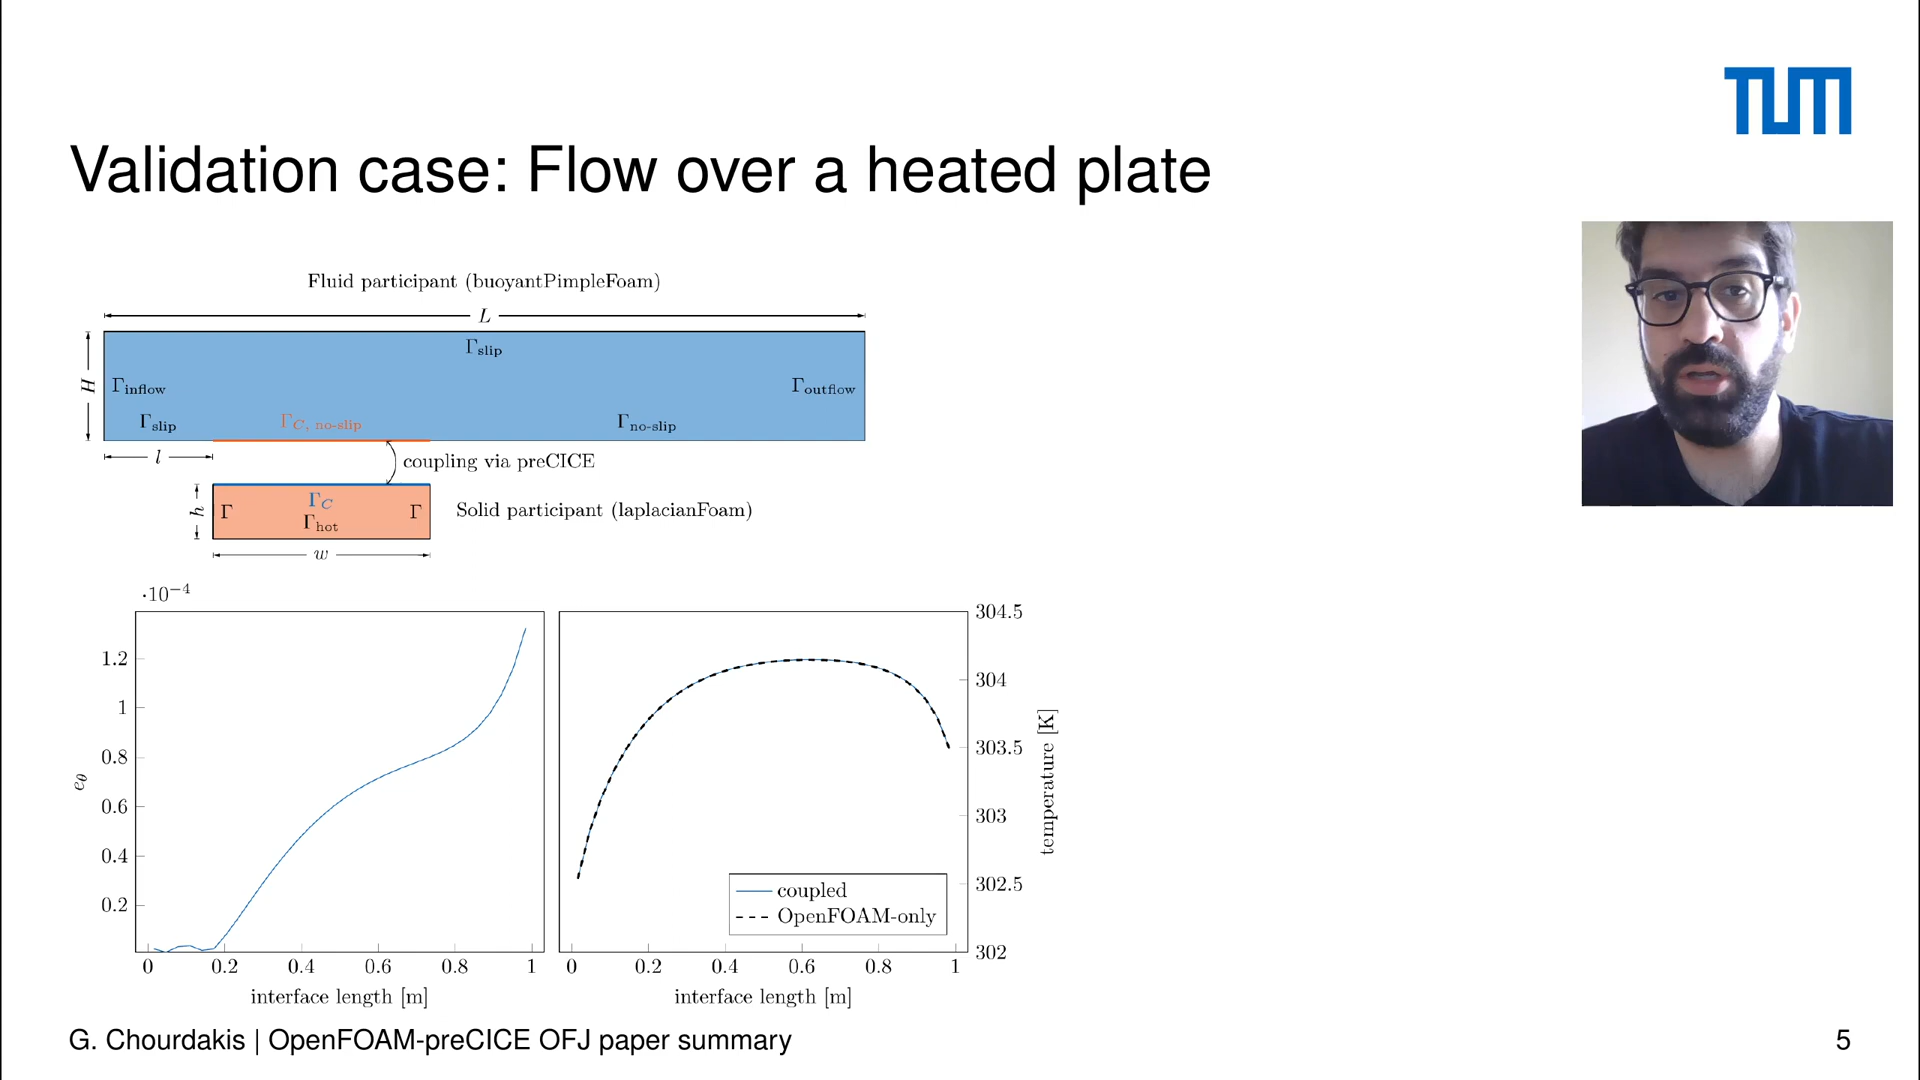 TUM
Validation case: Flow over a heated plate
Fluid participant (buoyantPimpleFoam)
L
Γslip
H
Γinflow
Γoutflow
Γslip
ΓC, no-slip
Γno-slip
l
coupling via preCICE
h
Γ
ΓC
Γhot
Γ
Solid participant (laplacianFoam)
w
·10−4
1.2
1
0.8
0.6
0.4
0.2
eθ
0 0.2 0.4 0.6 0.8 1
interface length [m]
304.5
304
303.5
303
302.5
302
temperature [K]
coupled
OpenFOAM-only
0 0.2 0.4 0.6 0.8 1
interface length [m]
G. Chourdakis | OpenFOAM-preCICE OFJ paper summary
5